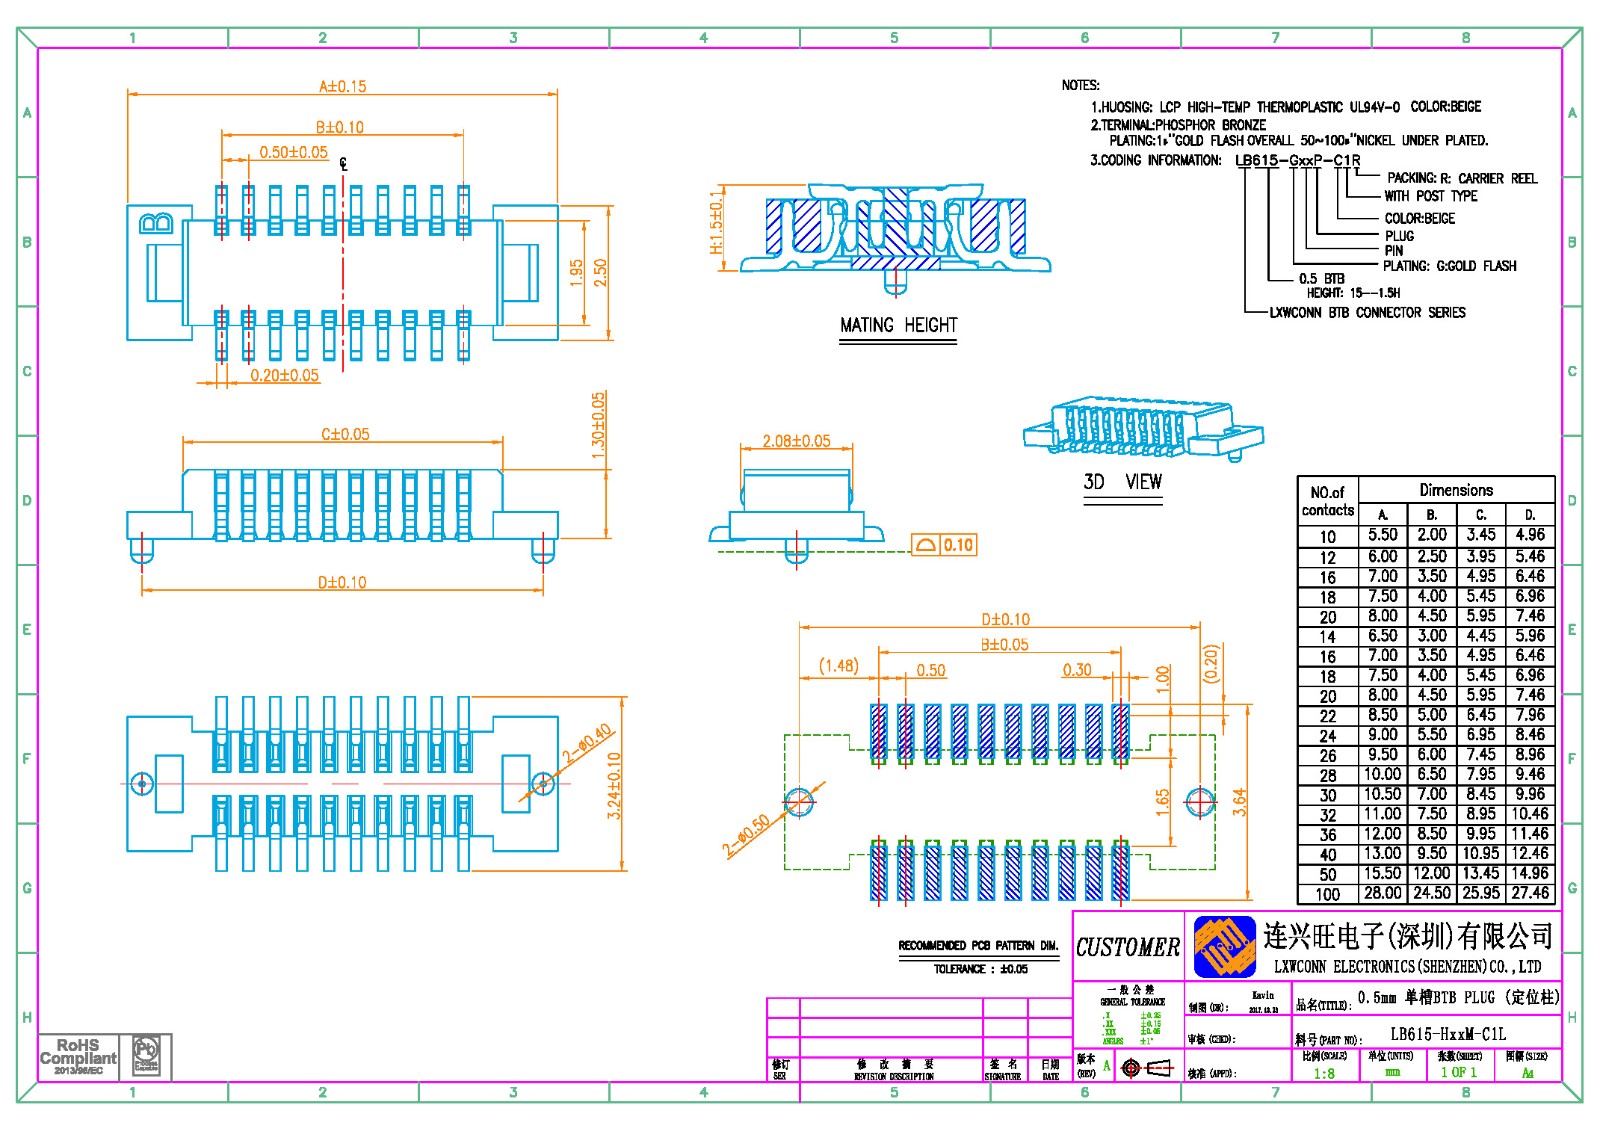 1 2 3 4 5 6 7 8
A B C D E F G H
NOTES:
1.HUOSING: LCP HIGH-TEMP THERMOPLASTIC UL94V-0 COLOR:BEIGE
2.TERMINAL:PHOSPHOR BRONZE
PLATING:1u"GOLD FLASH OVERALL 50~100u"NICKEL UNDER PLATED.
3.CODING INFORMATION: LB615-GxxP-C1R
PACKING: R: CARRIER REEL
WITH POST TYPE
COLOR:BEIGE
PLUG
PIN
PLATING: G:GOLD FLASH
0.5 BTB
HEIGHT: 15--1.5H
LXWCONN BTB CONNECTOR SERIES
A±0.15
B±0.10
0.50±0.05
℄
B
1.95
2.50
0.20±0.05
H:1.5±0.1
MATING HEIGHT
C±0.05
1.30±0.05
D±0.10
2.08±0.05
0.10
3D VIEW
2-ø0.40
3.24±0.10
D±0.10
B±0.05
(1.48)
0.50
0.30
1.00
(0.20)
1.65
3.64
2-ø0.50
RECOMMENDED PCB PATTERN DIM.
TOLERANCE : ±0.05
NO.of contacts Dimensions
A. B. C. D.
10 5.50 2.00 3.45 4.96
12 6.00 2.50 3.95 5.46
16 7.00 3.50 4.95 6.46
18 7.50 4.00 5.45 6.96
20 8.00 4.50 5.95 7.46
14 6.50 3.00 4.45 5.96
16 7.00 3.50 4.95 6.46
18 7.50 4.00 5.45 6.96
20 8.00 4.50 5.95 7.46
22 8.50 5.00 6.45 7.96
24 9.00 5.50 6.95 8.46
26 9.50 6.00 7.45 8.96
28 10.00 6.50 7.95 9.46
30 10.50 7.00 8.45 9.96
32 11.00 7.50 8.95 10.46
36 12.00 8.50 9.95 11.46
40 13.00 9.50 10.95 12.46
50 15.50 12.00 13.45 14.96
100 28.00 24.50 25.95 27.46
CUSTOMER
连兴旺电子(深圳)有限公司
LXWCONN ELECTRONICS(SHENZHEN)CO.,LTD
一般公差
GENERAL TOLERANCE
.X
.XX
.XXX
ANGLES ±1°
制图(DR): Kavin
品名(TITLE): 0.5mm 单槽BTB PLUG (定位柱)
审核(CHKD):
料号(PART NO): LB615-HxxM-C1L
核准(APPD):
比例(SCALE) 单位(UNITS) 张数(SHEET) 图幅(SIZE)
1:8 mm 1 OF 1 A4
版本
(REV) A
修订 修改摘要 签名 日期
SER REVISION DESCRIPTION SIGNATURE DATE
RoHS
Compliant
2013/95/EC
Pb
1 2 3 4 5 6 7 8